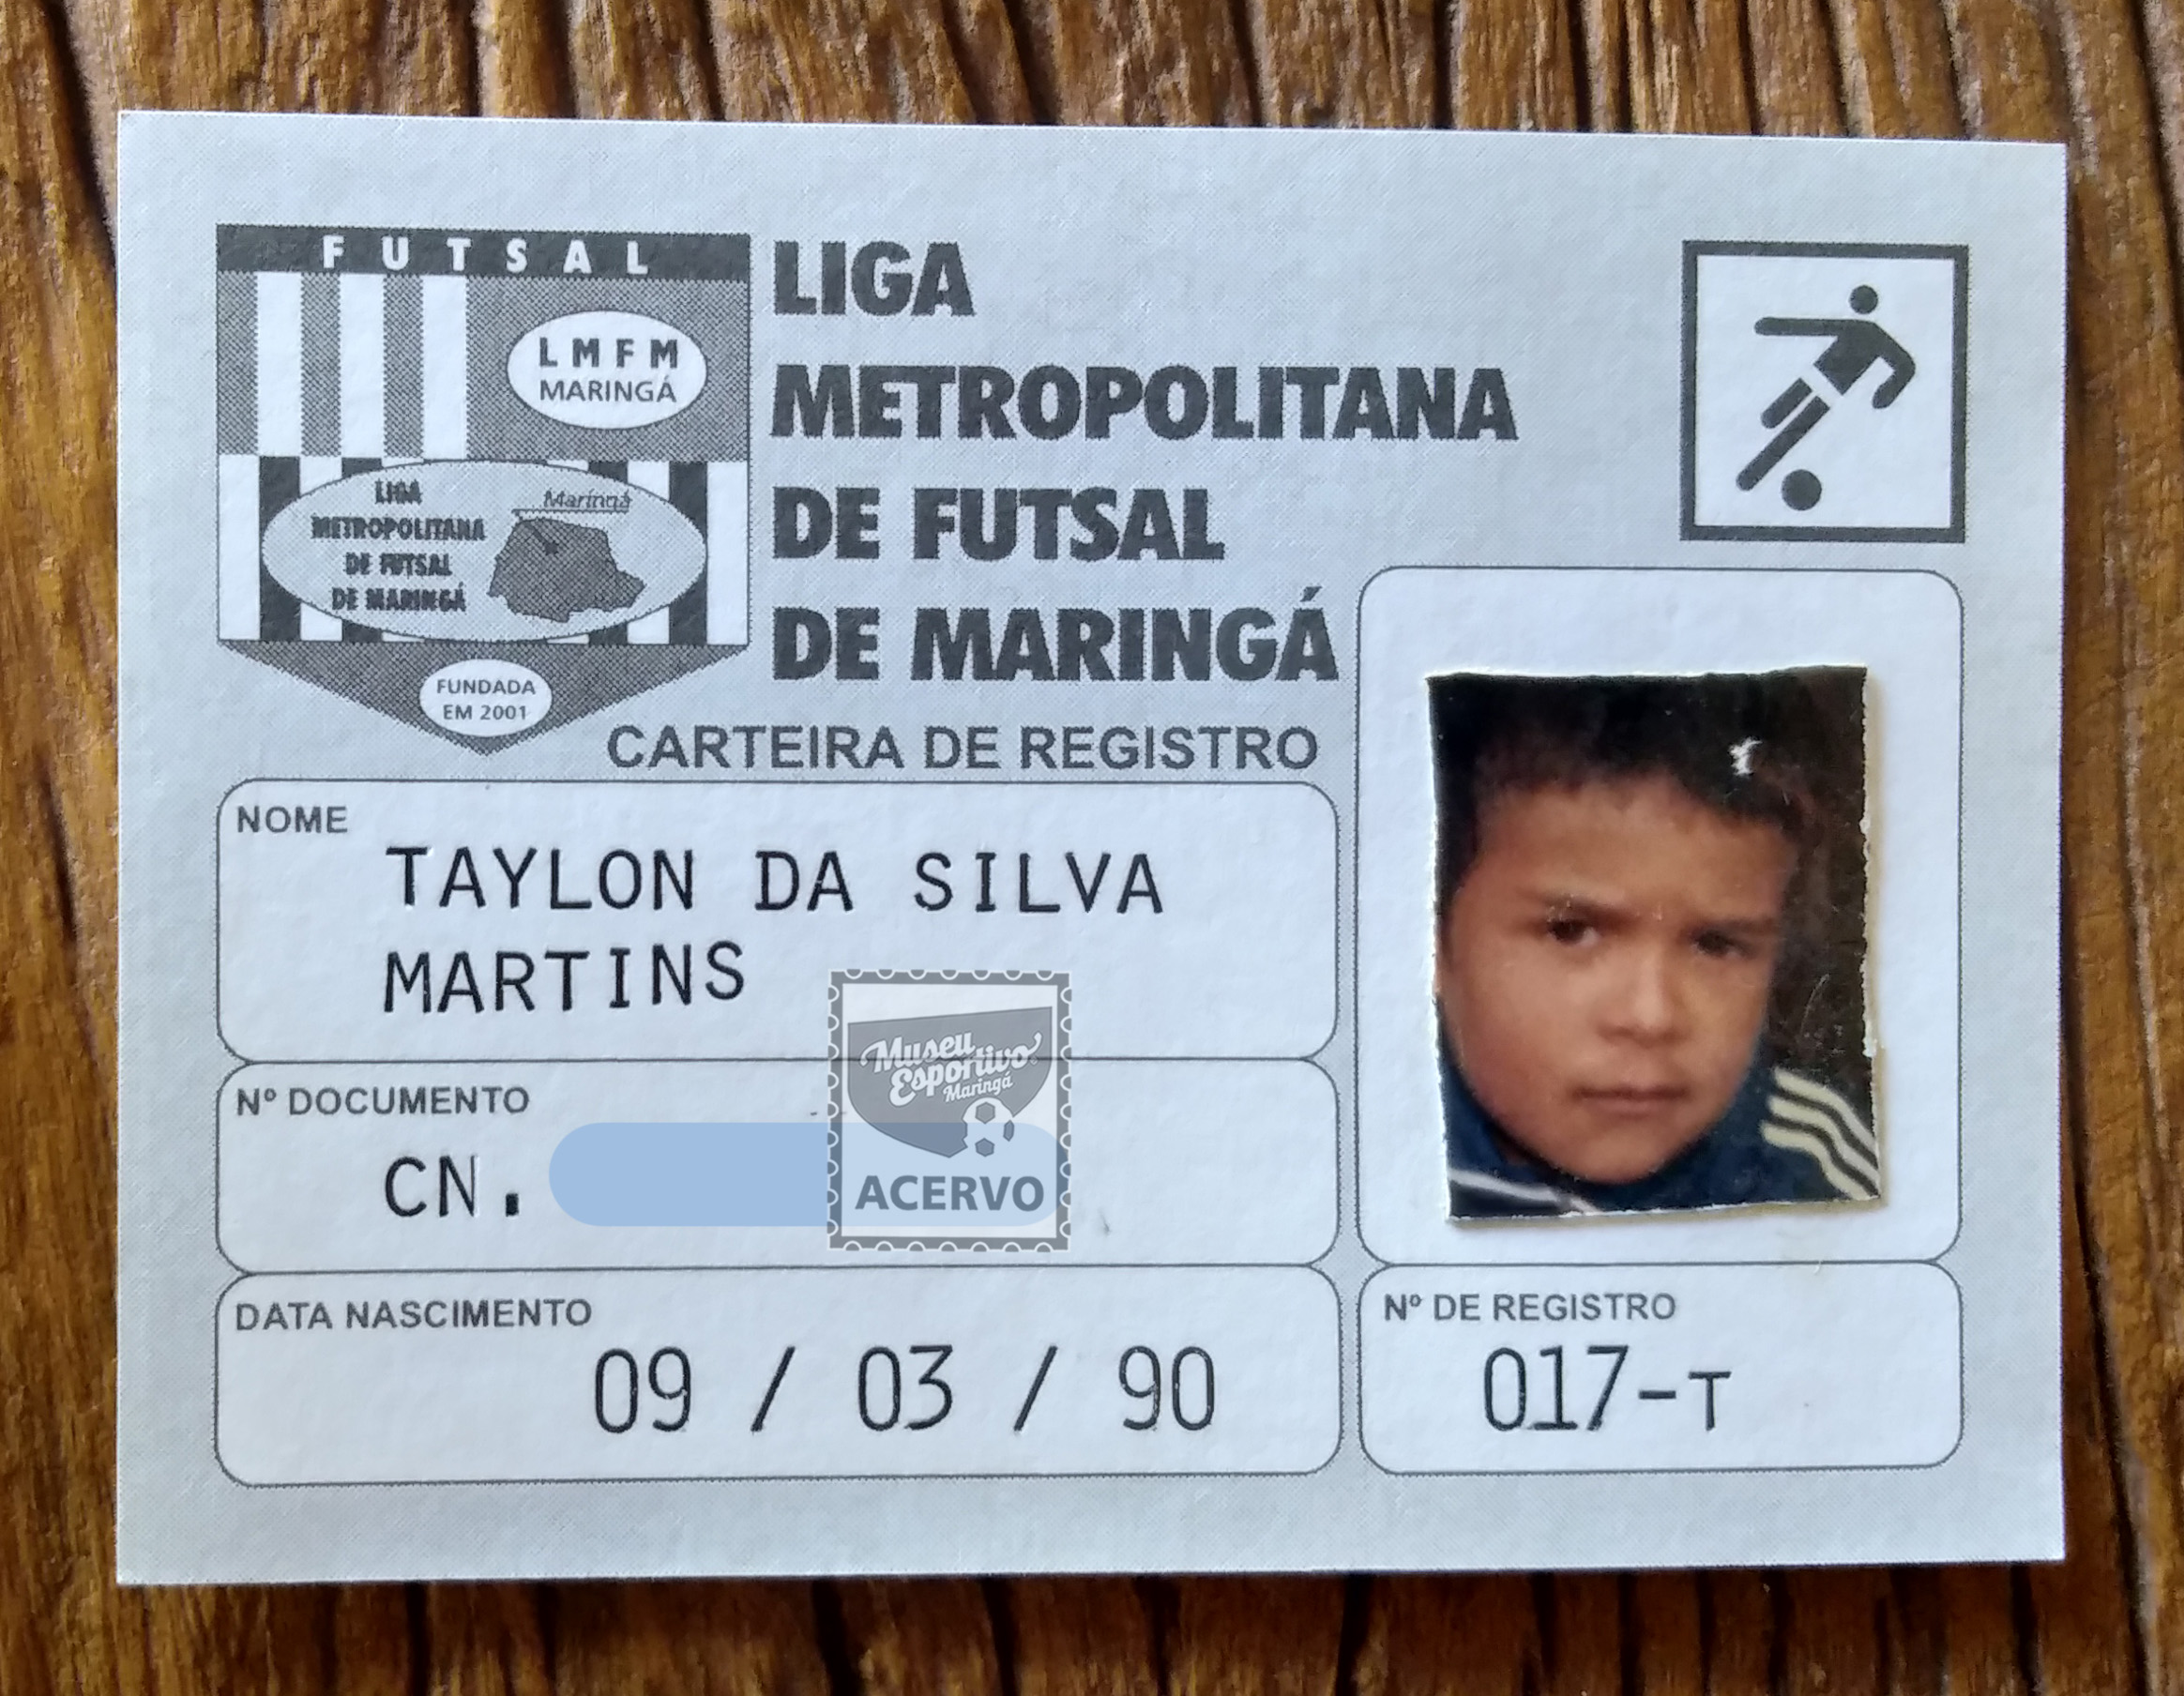 FUTSAL
LMFM
MARINGÁ
LIGA
METROPOLITANA
DE FUTSAL
DE MARINGÁ
Maringá
FUNDADA
EM 2001
LIGA
METROPOLITANA
DE FUTSAL
DE MARINGÁ
CARTEIRA DE REGISTRO
NOME
TAYLON DA SILVA
MARTINS
Nº DOCUMENTO
CN.
Museu
Esportivo
Maringá
ACERVO
DATA NASCIMENTO
09 / 03 / 90
Nº DE REGISTRO
017-T